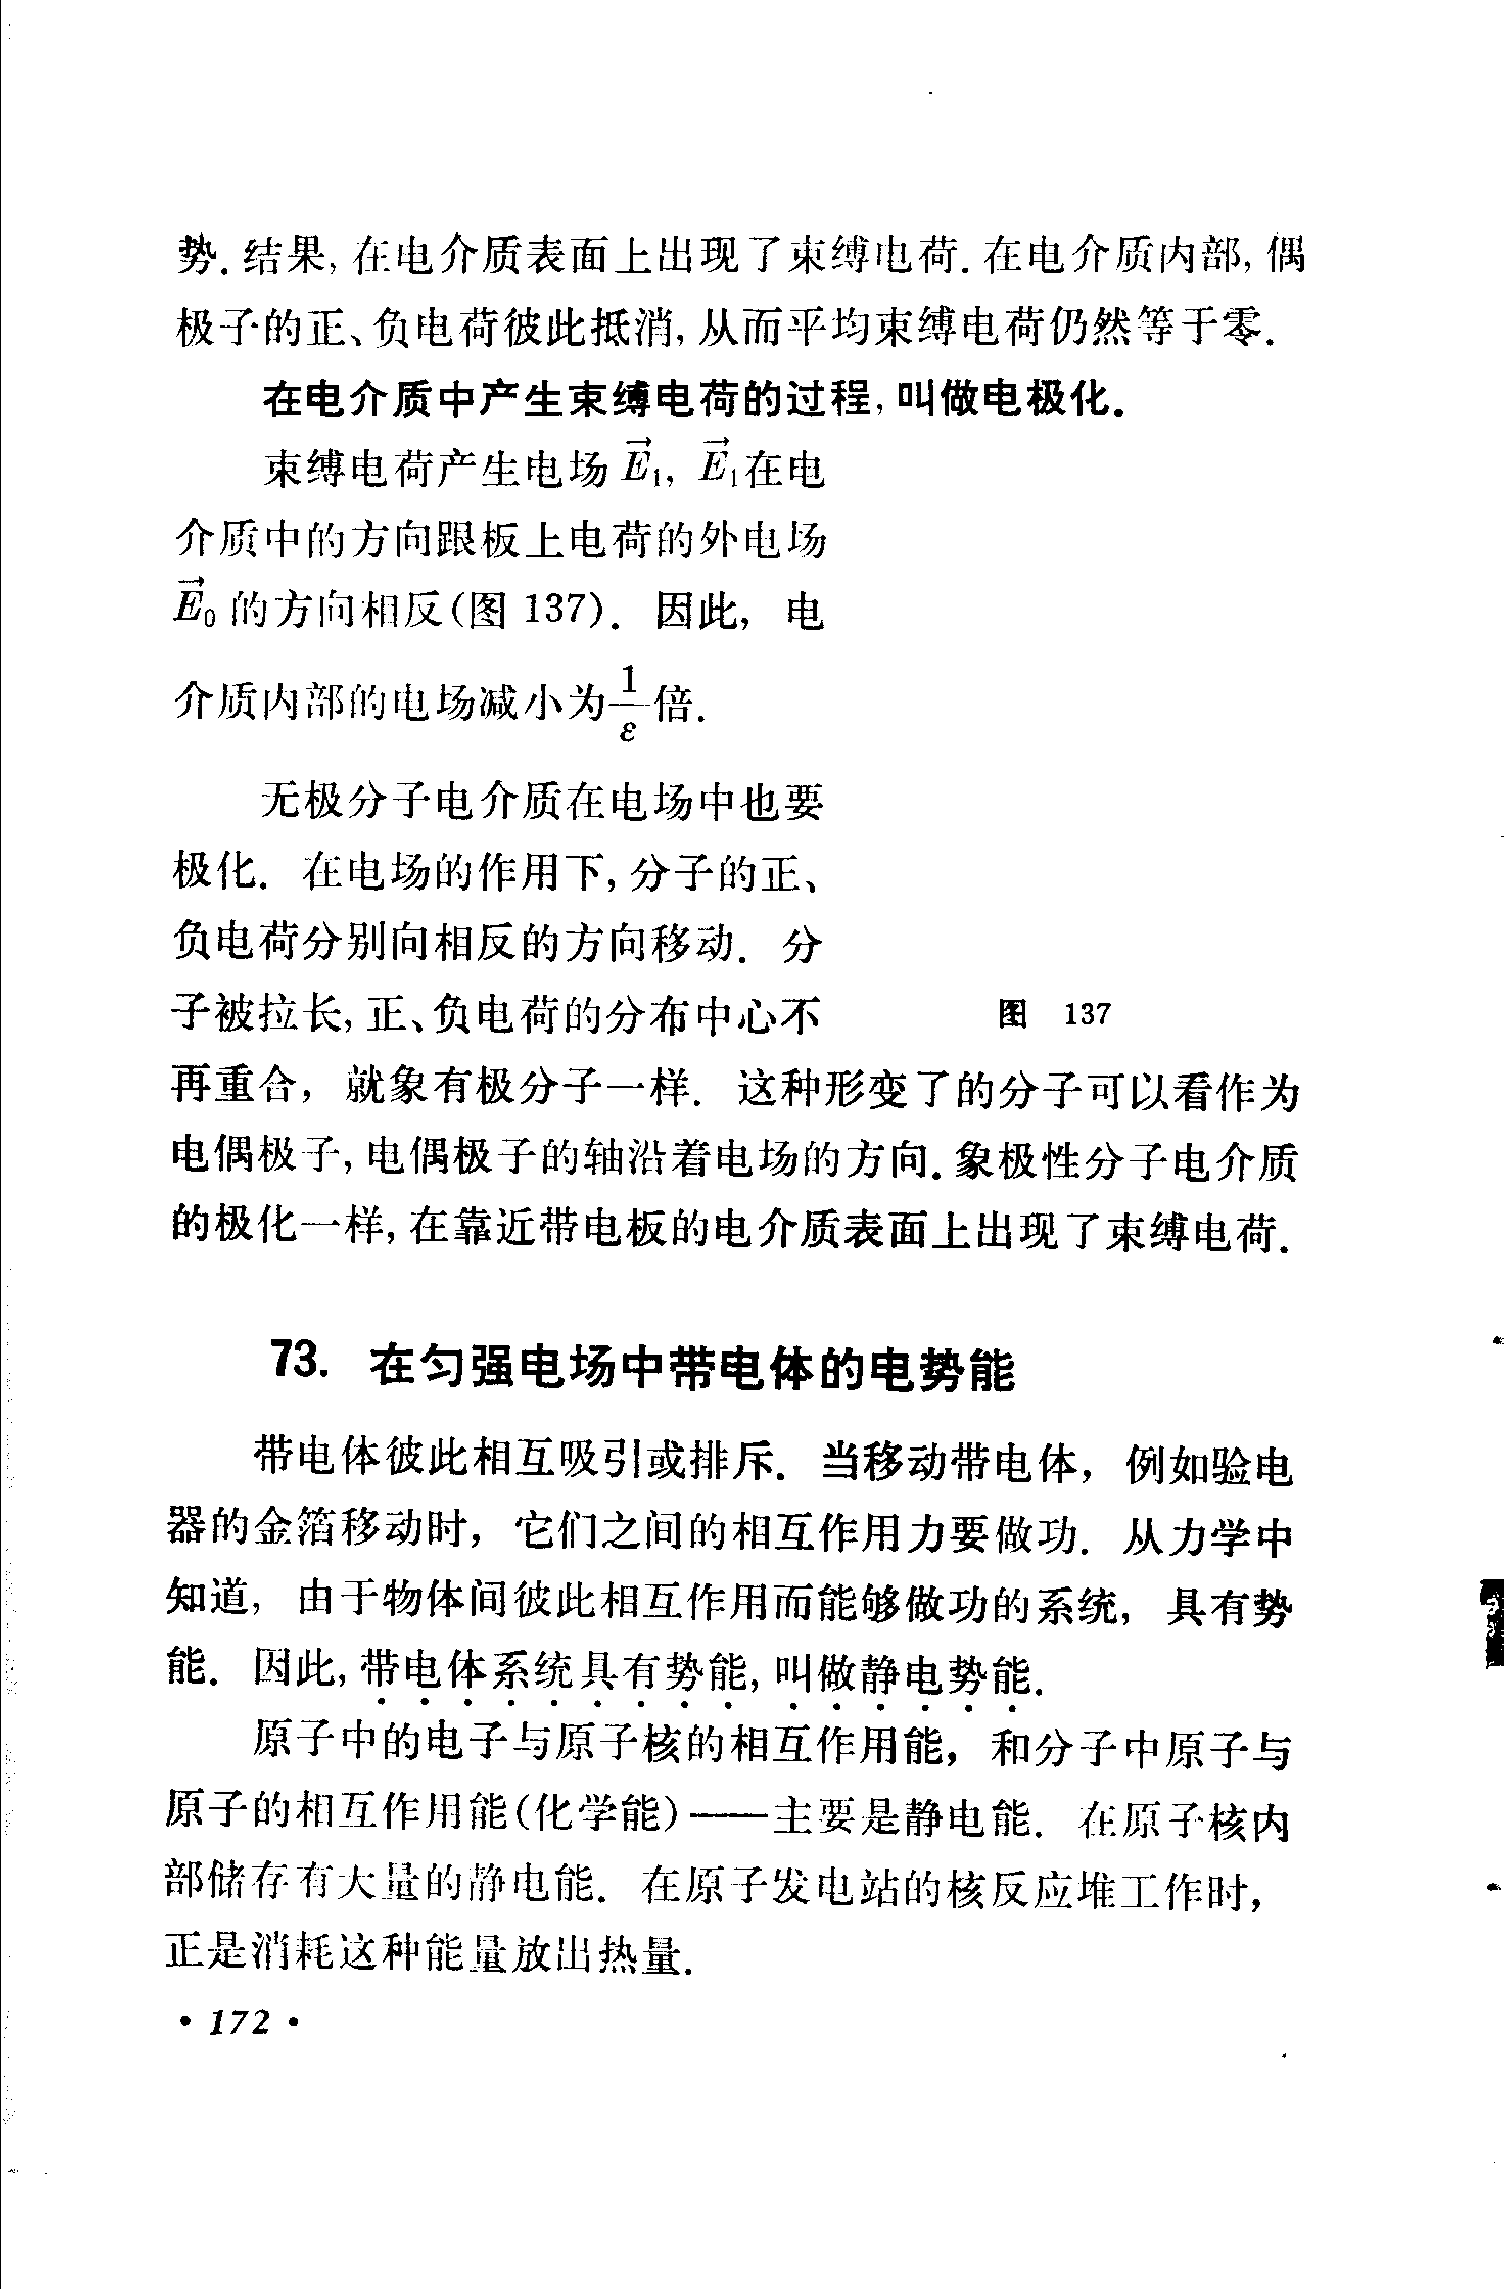 势. 结果, 在电介质表面上出现了束缚电荷. 在电介质内部, 偶
极子的正、负电荷彼此抵消, 从而平均束缚电荷仍然等于零.
在电介质中产生束缚电荷的过程, 叫做电极化.
束缚电荷产生电场 E⃗₁, E⃗₁在电
介质中的方向跟板上电荷的外电场
E⃗₀ 的方向相反(图 137). 因此, 电
介质内部的电场减小为 1/ε 倍.
无极分子电介质在电场中也要
极化. 在电场的作用下, 分子的正、
负电荷分别向相反的方向移动. 分
子被拉长, 正、负电荷的分布中心不
图 137
再重合, 就象有极分子一样. 这种形变了的分子可以看作为
电偶极子, 电偶极子的轴沿着电场的方向. 象极性分子电介质
的极化一样, 在靠近带电板的电介质表面上出现了束缚电荷.
73. 在匀强电场中带电体的电势能
带电体彼此相互吸引或排斥. 当移动带电体, 例如验电
器的金箔移动时, 它们之间的相互作用力要做功. 从力学中
知道, 由于物体间彼此相互作用而能够做功的系统, 具有势
能. 因此, 带电体系统具有势能, 叫做静电势能.
原子中的电子与原子核的相互作用能, 和分子中原子与
原子的相互作用能(化学能)——主要是静电能. 在原子核内
部储存有大量的静电能. 在原子发电站的核反应堆工作时,
正是消耗这种能量放出热量.
· 172 ·